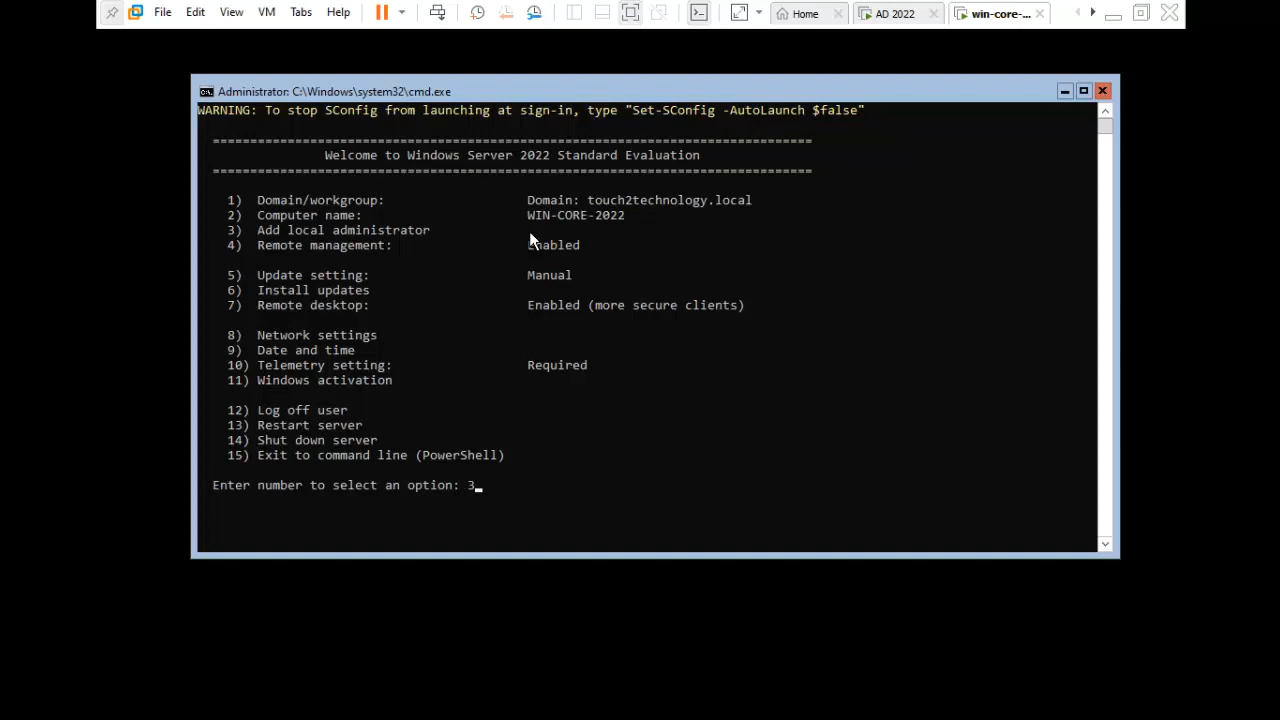 File Edit View VM Tabs Help Home AD 2022 win-core-...
Administrator: C:\Windows\system32\cmd.exe
WARNING: To stop SConfig from launching at sign-in, type "Set-SConfig -AutoLaunch $false"
================================================================================
Welcome to Windows Server 2022 Standard Evaluation
================================================================================
1) Domain/workgroup: Domain: touch2technology.local
2) Computer name: WIN-CORE-2022
3) Add local administrator
4) Remote management: Enabled
5) Update setting: Manual
6) Install updates
7) Remote desktop: Enabled (more secure clients)
8) Network settings
9) Date and time
10) Telemetry setting: Required
11) Windows activation
12) Log off user
13) Restart server
14) Shut down server
15) Exit to command line (PowerShell)
Enter number to select an option: 3_